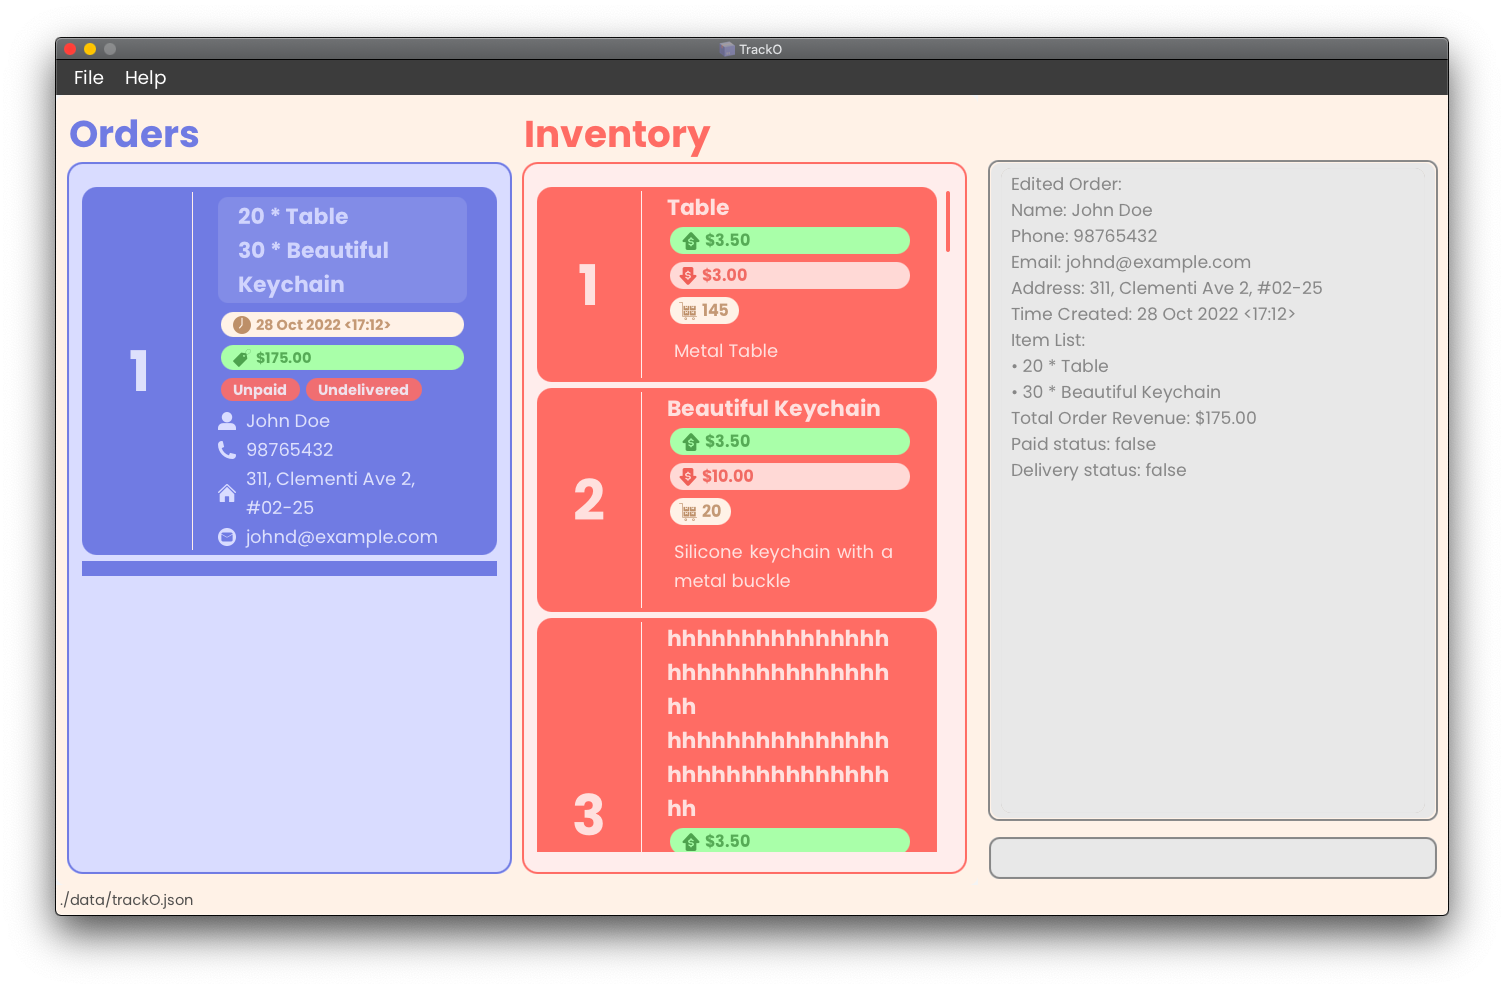 TrackO
File Help
Orders
1
20 * Table
30 * Beautiful
Keychain
28 Oct 2022 <17:12>
$175.00
Unpaid Undelivered
John Doe
98765432
311, Clementi Ave 2,
#02-25
johnd@example.com
Inventory
1
Table
$3.50
$3.00
145
Metal Table
2
Beautiful Keychain
$3.50
$10.00
20
Silicone keychain with a
metal buckle
3
hhhhhhhhhhhhhhh
hhhhhhhhhhhhhhh
hh
hhhhhhhhhhhhhhh
hhhhhhhhhhhhhhh
hh
$3.50
Edited Order:
Name: John Doe
Phone: 98765432
Email: johnd@example.com
Address: 311, Clementi Ave 2, #02-25
Time Created: 28 Oct 2022 <17:12>
Item List:
• 20 * Table
• 30 * Beautiful Keychain
Total Order Revenue: $175.00
Paid status: false
Delivery status: false
./data/trackO.json